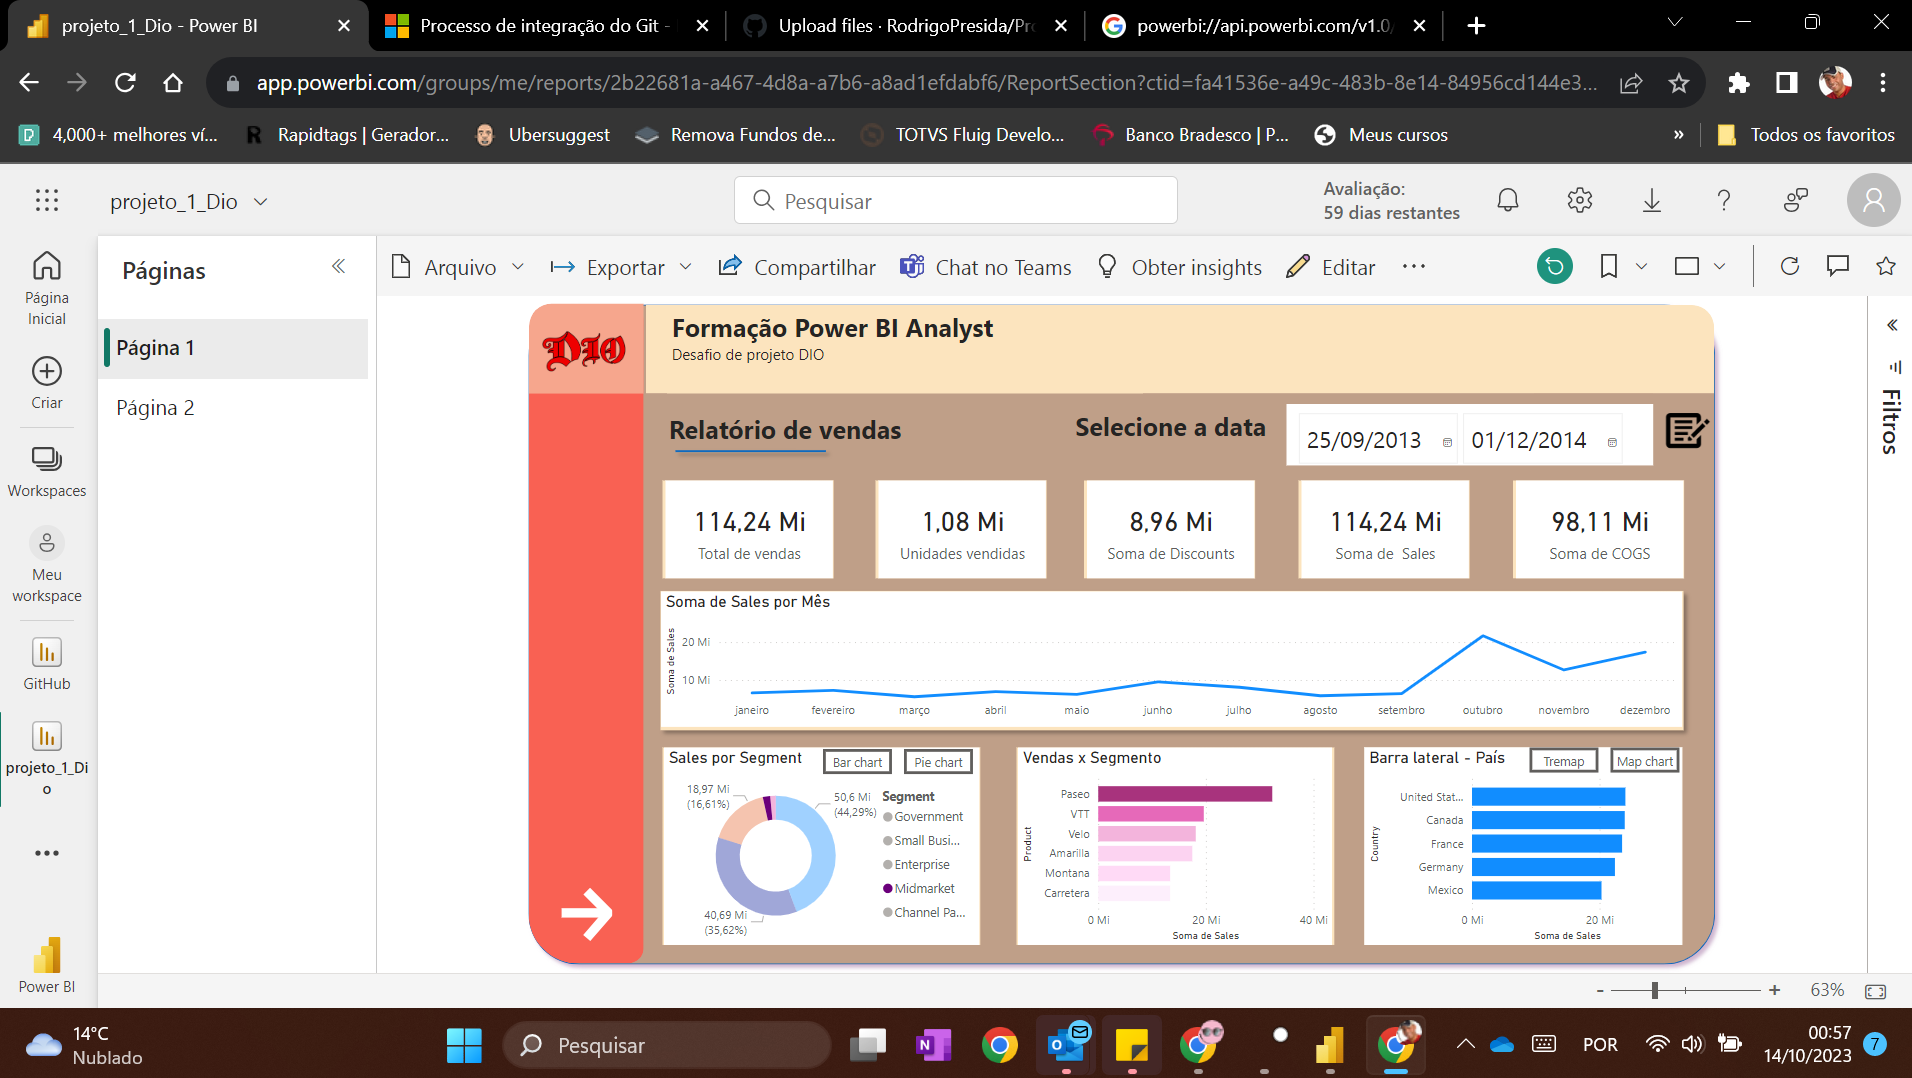 projeto_1_Dio - Power BI
Processo de integração do Git -
Upload files · RodrigoPresida/Pro
powerbi://api.powerbi.com/v1.0/
app.powerbi.com/groups/me/reports/2b22681a-a467-4d8a-a7b6-a8ad1efdabf6/ReportSection?ctid=fa41536e-a49c-483b-8e14-84956cd144e3...
4,000+ melhores ví...
Rapidtags | Gerador...
Ubersuggest
Remova Fundos de...
TOTVS Fluig Develo...
Banco Bradesco | P...
Meus cursos
»
Todos os favoritos
projeto_1_Dio
Pesquisar
Avaliação:
59 dias restantes
Página
Inicial
Criar
Workspaces
Meu
workspace
GitHub
projeto_1_Di
o
Power BI
Páginas
Página 1
Página 2
Arquivo
Exportar
Compartilhar
Chat no Teams
Obter insights
Editar
Filtros
DIO
Formação Power BI Analyst
Desafio de projeto DIO
Relatório de vendas
Selecione a data
25/09/2013
01/12/2014
114,24 Mi
Total de vendas
1,08 Mi
Unidades vendidas
8,96 Mi
Soma de Discounts
114,24 Mi
Soma de  Sales
98,11 Mi
Soma de COGS
Soma de Sales por Mês
Soma de Sales
20 Mi
10 Mi
janeiro fevereiro março abril maio junho julho agosto setembro outubro novembro dezembro
Sales por Segment
Bar chart
Pie chart
18,97 Mi
(16,61%)
50,6 Mi
(44,29%)
40,69 Mi
(35,62%)
Segment
Government
Small Busi...
Enterprise
Midmarket
Channel Pa...
Vendas x Segmento
Product
Paseo
VTT
Velo
Amarilla
Montana
Carretera
0 Mi 20 Mi 40 Mi
Soma de Sales
Barra lateral - País
Tremap
Map chart
Country
United Stat...
Canada
France
Germany
Mexico
0 Mi 20 Mi
Soma de Sales
- + 63%
14°C
Nublado
Pesquisar
POR
00:57
14/10/2023
7